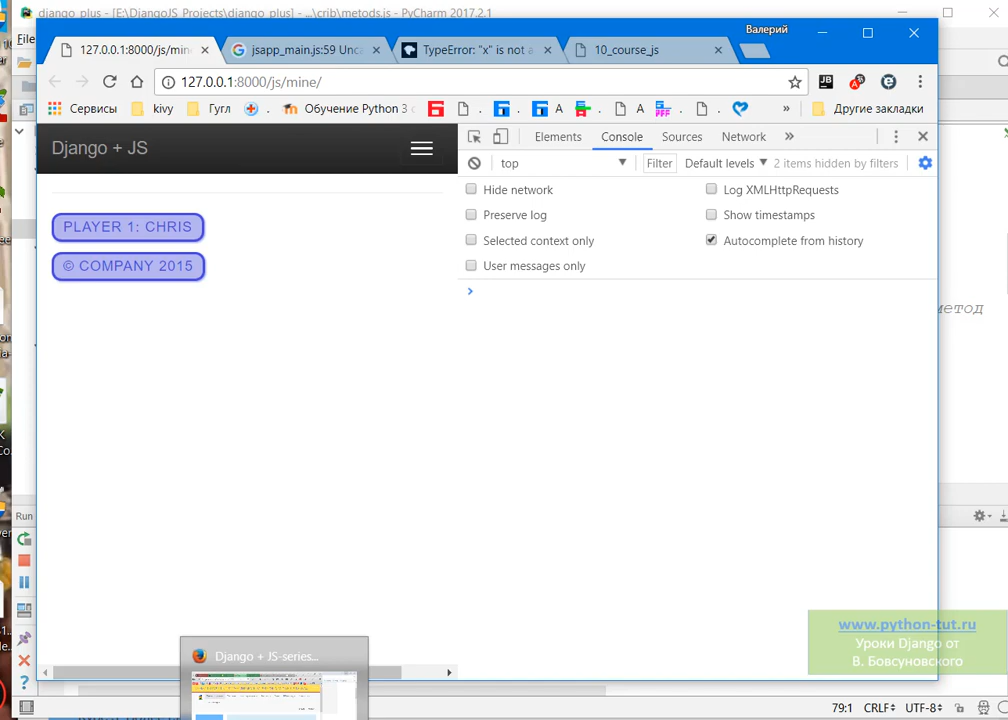 django_plus - [E:\DjangoJS_Projects\django_plus] - ...\crib\metods.js - PyCharm 2017.2.1
File
Валерий
127.0.0.1:8000/js/min
jsapp_main.js:59 Unca
TypeError: "x" is not a
10_course_js
127.0.0.1:8000/js/mine/
Сервисы
kivy
Гугл
Обучение Python 3 с
.
.
A
.
A
.
.
»
Другие закладки
Django + JS
Elements
Console
Sources
Network
»
top
Filter
Default levels
2 items hidden by filters
Hide network
Log XMLHttpRequests
Preserve log
Show timestamps
Selected context only
Autocomplete from history
User messages only
PLAYER 1: CHRIS
© COMPANY 2015
метод
Run
www.python-tut.ru
Уроки Django от
В. Бовсуновского
Django + JS-series...
79:1
CRLF
UTF-8